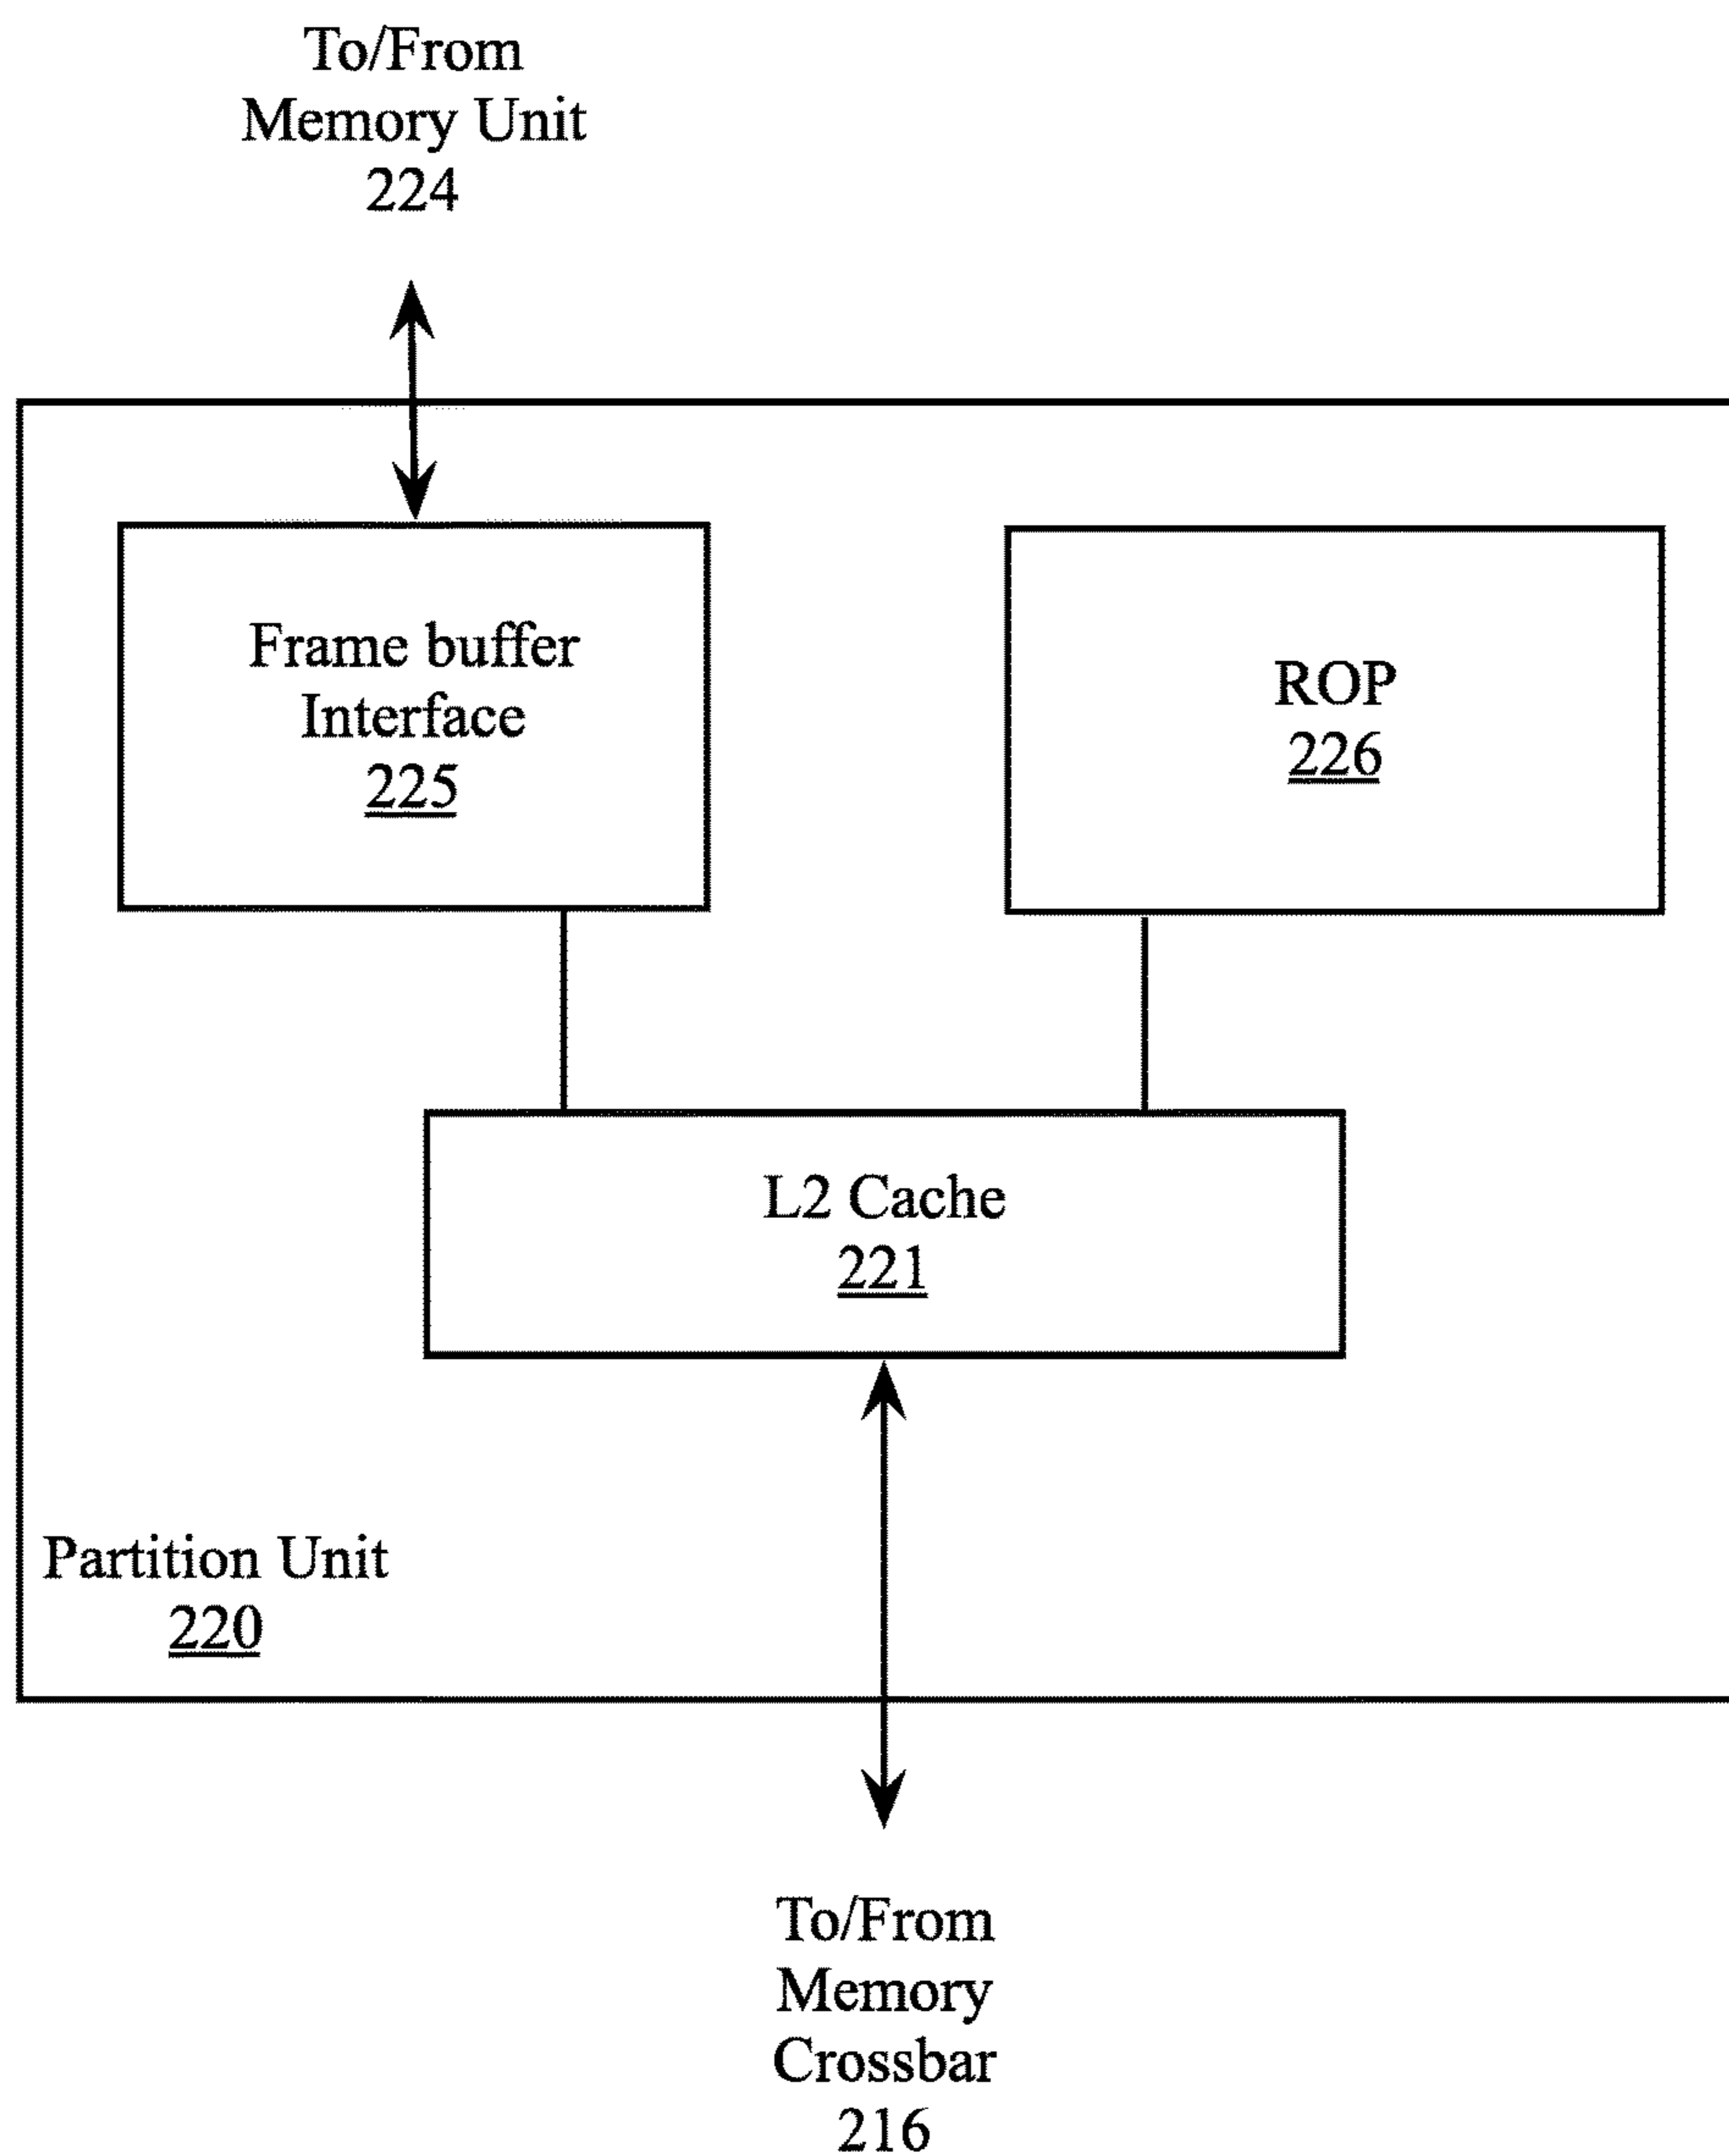 To/From
Memory Unit
224
Frame buffer
Interface
225
ROP
226
L2 Cache
221
Partition Unit
220
To/From
Memory
Crossbar
216